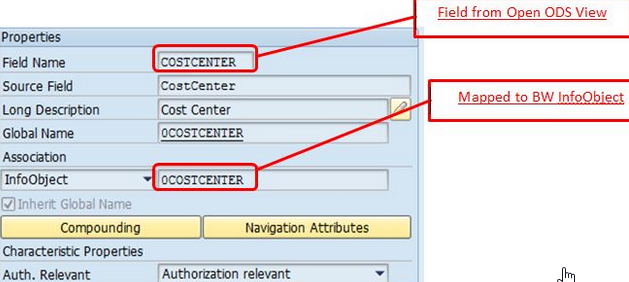 Field from Open ODS View
Properties
Field Name COSTCENTER
Source Field CostCenter
Long Description Cost Center
Mapped to BW InfoObject
Global Name 0COSTCENTER
Association
InfoObject 0COSTCENTER
Inherit Global Name
Compounding Navigation Attributes
Characteristic Properties
Auth. Relevant Authorization relevant